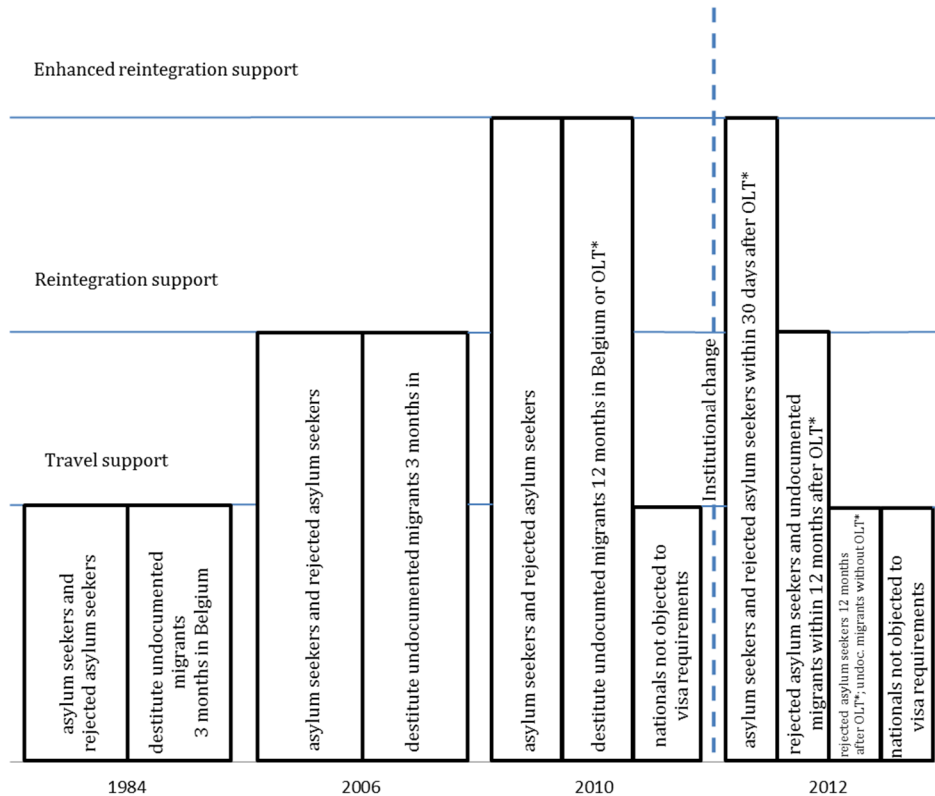 Enhanced reintegration support
Reintegration support
Travel support
asylum seekers and
rejected asylum seekers
destitute undocumented
migrants
3 months in Belgium
asylum seekers and rejected asylum seekers
destitute undocumented migrants 3 months in
asylum seekers and rejected asylum seekers
destitute undocumted migrants 12 months in Belgium or OLT*
nationals not objected to
visa requirements
Institutional change
asylum seekers and rejected asylum seekers within 30 days after OLT*
rejected asylum seekers and undocumented
migrants within 12 months after OLT*
rejected asylum seekers 12 months
after OLT*; undoc. migrants without OLT*
nationals not objected to
visa requirements
1984
2006
2010
2012